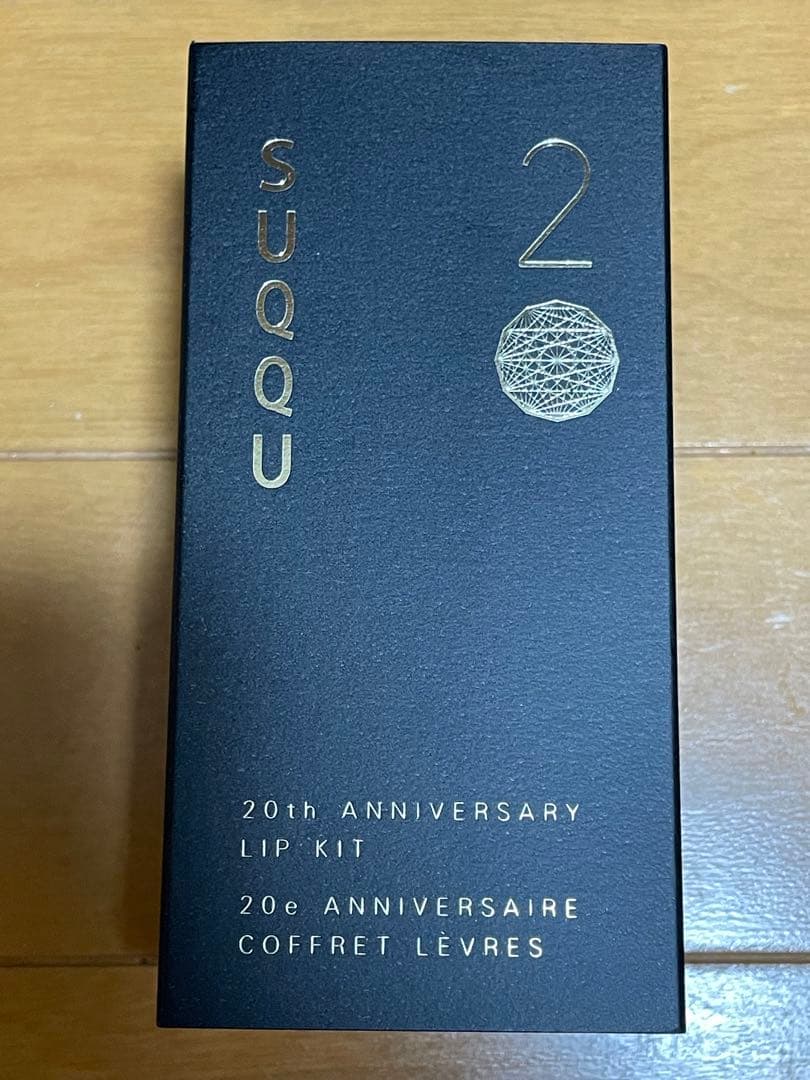 SUQQU
20
20th ANNIVERSARY
LIP KIT
20e ANNIVERSAIRE
COFFRET LÈVRES